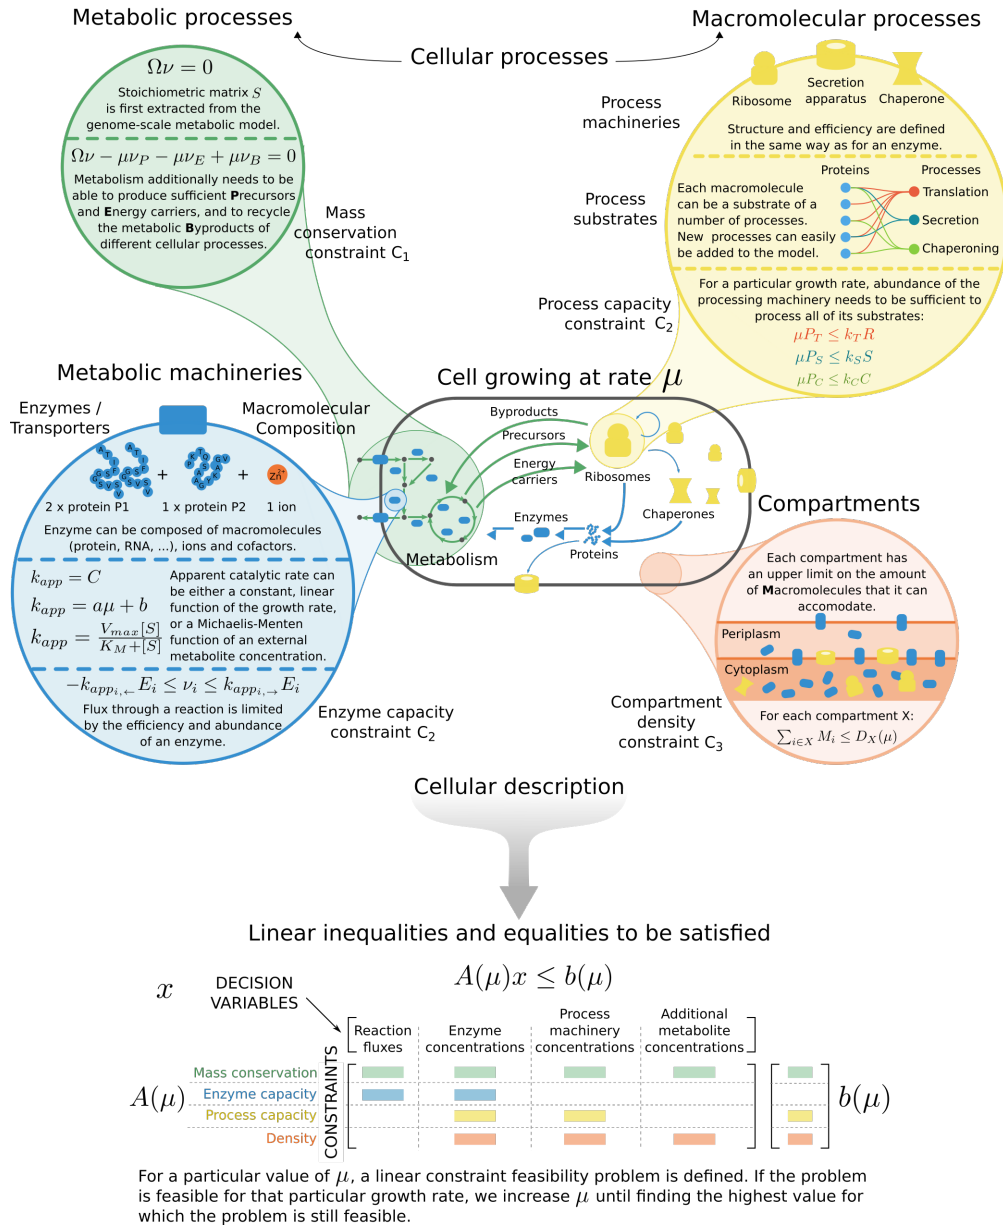 Metabolic processes
Macromolecular processes
Cellular processes
Ων = 0
Stoichiometric matrix S
is first extracted from the
genome-scale metabolic model.
Ων − μν_P − μν_E + μν_B = 0
Metabolism additionally needs to be
able to produce sufficient Precursors
and Energy carriers, and to recycle
the metabolic Byproducts of
different cellular processes.
Mass
conservation
constraint C₁
Process
machineries
Ribosome
Secretion
apparatus
Chaperone
Structure and efficiency are defined
in the same way as for an enzyme.
Process
substrates
Proteins
Processes
Each macromolecule
can be a substrate of a
number of processes.
New processes can easily
be added to the model.
Translation
Secretion
Chaperoning
Process capacity
constraint C₂
For a particular growth rate, abundance of the
processing machinery needs to be sufficient to
process all of its substrates:
μP_T ≤ k_T R
μP_S ≤ k_S S
μP_C ≤ k_C C
Metabolic machineries
Enzymes /
Transporters
Macromolecular
Composition
A T I A T I
G S F G S F
G S V S V S V
+
K T Q G V
P A S A
A Y K G
+
Zn²⁺
2 x protein P1
1 x protein P2
1 ion
Enzyme can be composed of macromolecules
(protein, RNA, ...), ions and cofactors.
k_app = C
k_app = aμ + b
k_app = V_max[S] / K_M+[S]
Apparent catalytic rate can
be either a constant, linear
function of the growth rate,
or a Michaelis-Menten
function of an external
metabolite concentration.
−k_app_i,← E_i ≤ ν_i ≤ k_app_i,→ E_i
Flux through a reaction is limited
by the efficiency and abundance
of an enzyme.
Enzyme capacity
constraint C₂
Cell growing at rate μ
Byproducts
Precursors
Energy
carriers
Ribosomes
Chaperones
Enzymes
Proteins
Metabolism
Compartments
Each compartment has
an upper limit on the amount
of Macromolecules that it can
accomodate.
Periplasm
Cytoplasm
For each compartment X:
∑_i∈X M_i ≤ D_X(μ)
Compartment
density
constraint C₃
Cellular description
Linear inequalities and equalities to be satisfied
A(μ)x ≤ b(μ)
x
DECISION
VARIABLES
Reaction
fluxes
Enzyme
concentrations
Process
machinery
concentrations
Additional
metabolite
concentrations
CONSTRAINTS
A(μ)
Mass conservation
Enzyme capacity
Process capacity
Density
b(μ)
For a particular value of μ, a linear constraint feasibility problem is defined. If the problem
is feasible for that particular growth rate, we increase μ until finding the highest value for
which the problem is still feasible.